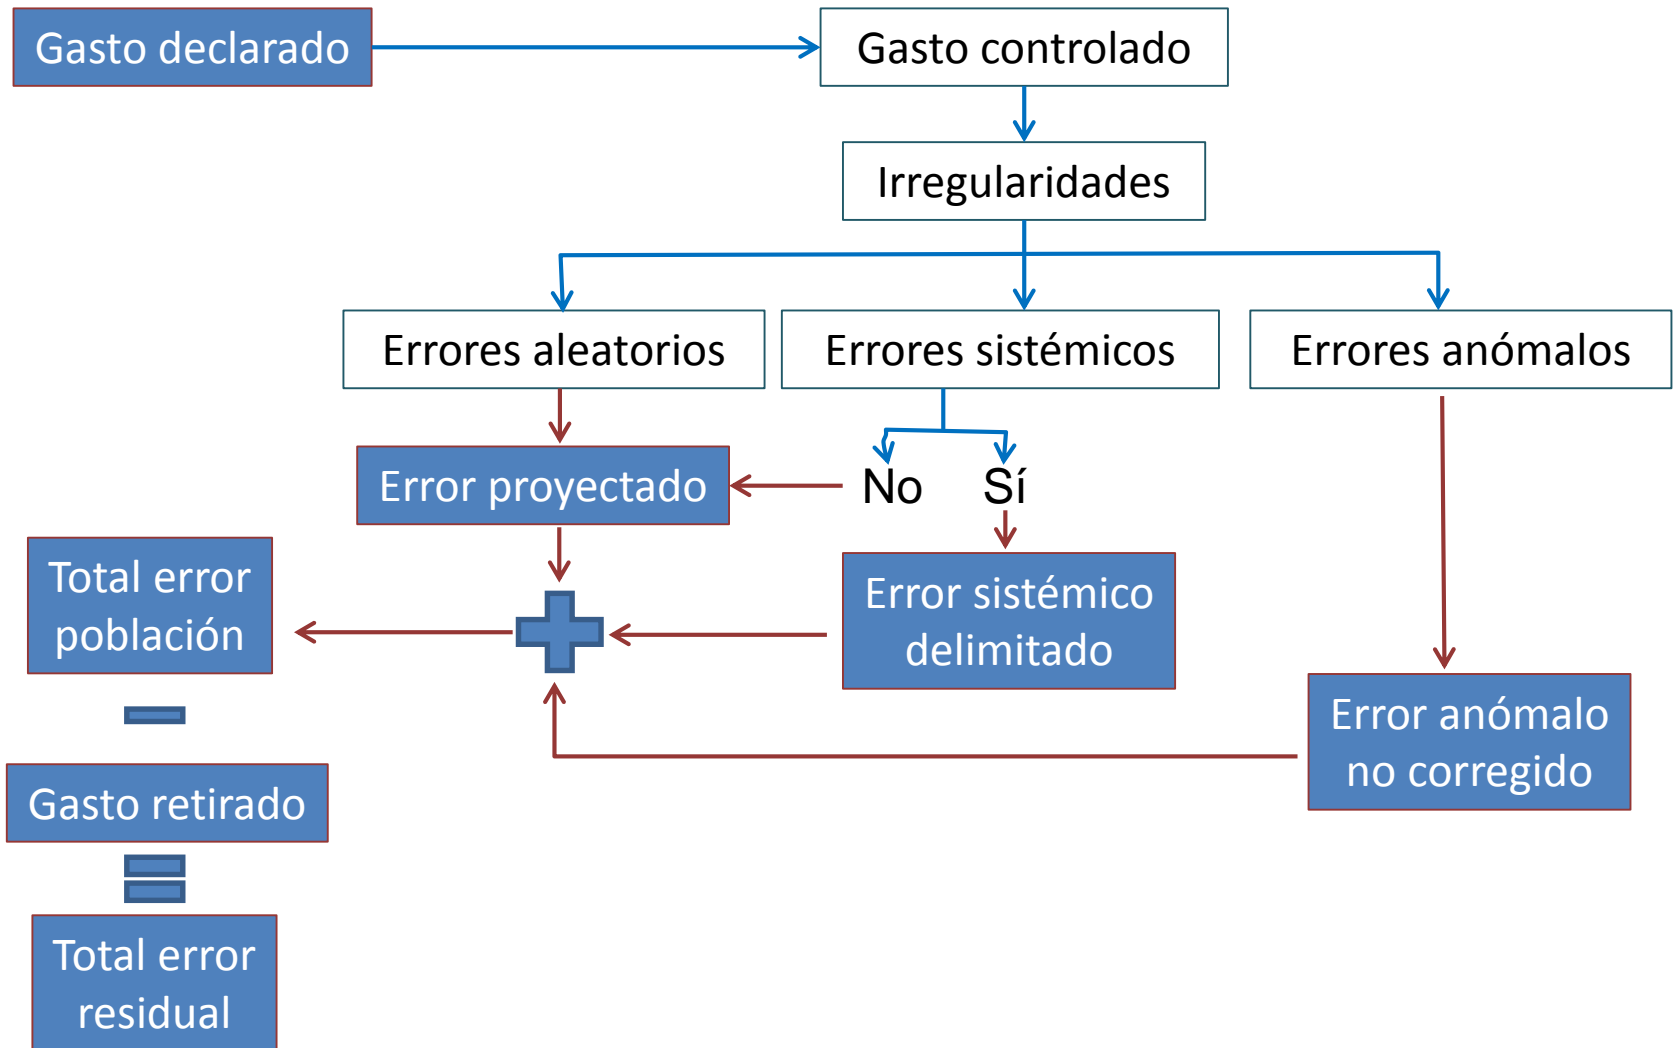 Gasto declarado
Gasto controlado
Irregularidades
Errores aleatorios
Errores sistémicos
Errores anómalos
Error proyectado
No
Sí
Total error
población
Error sistémico
delimitado
Error anómalo
no corregido
Gasto retirado
Total error
residual